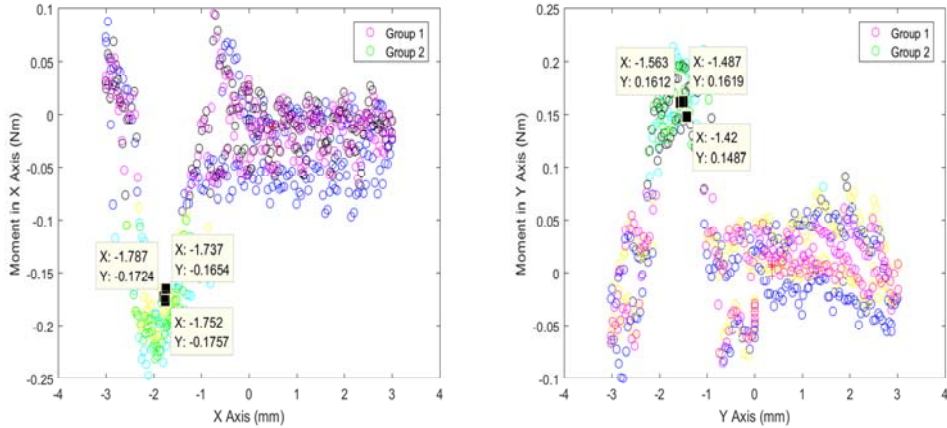 0.1
0.05
0
-0.05
-0.1
-0.15
-0.2
-0.25
Moment in X Axis (Nm)
-4
-3
-2
-1
0
1
2
3
4
X Axis (mm)
Group 1
Group 2
X: -1.787
Y: -0.1724
X: -1.737
Y: -0.1654
X: -1.752
Y: -0.1757
0.25
0.2
0.15
0.1
0.05
0
-0.05
-0.1
Moment in Y Axis (Nm)
-4
-3
-2
-1
0
1
2
3
4
Y Axis (mm)
Group 1
Group 2
X: -1.563
Y: 0.1612
X: -1.487
Y: 0.1619
X: -1.42
Y: 0.1487